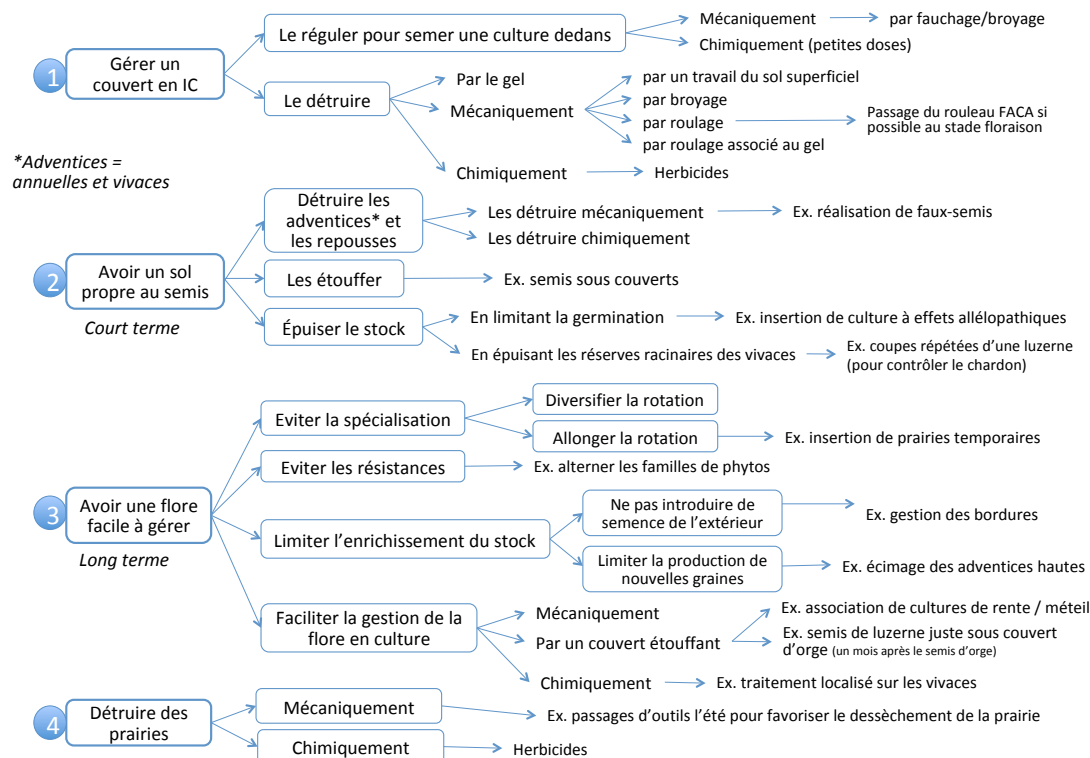 1
Gérer un
couvert en IC
Le réguler pour semer une culture dedans
Mécaniquement
par fauchage/broyage
Chimiquement (petites doses)
Le détruire
Par le gel
Mécaniquement
par un travail du sol superficiel
par broyage
par roulage
Passage du rouleau FACA si
possible au stade floraison
par roulage associé au gel
Chimiquement
Herbicides
*Adventices =
annuelles et vivaces
2
Avoir un sol
propre au semis
Court terme
Détruire les
adventices* et
les repousses
Les détruire mécaniquement
Ex. réalisation de faux-semis
Les détruire chimiquement
Les étouffer
Ex. semis sous couverts
Épuiser le stock
En limitant la germination
Ex. insertion de culture à effets allélopathiques
En épuisant les réserves racinaires des vivaces
Ex. coupes répétées d’une luzerne
(pour contrôler le chardon)
3
Avoir une flore
facile à gérer
Long terme
Eviter la spécialisation
Diversifier la rotation
Allonger la rotation
Ex. insertion de prairies temporaires
Eviter les résistances
Ex. alterner les familles de phytos
Limiter l’enrichissement du stock
Ne pas introduire de
semence de l’extérieur
Ex. gestion des bordures
Limiter la production de
nouvelles graines
Ex. écimage des adventices hautes
Faciliter la gestion de la
flore en culture
Mécaniquement
Par un couvert étouffant
Ex. association de cultures de rente / méteil
Ex. semis de luzerne juste sous couvert
d’orge (un mois après le semis d’orge)
Chimiquement
Ex. traitement localisé sur les vivaces
4
Détruire des
prairies
Mécaniquement
Ex. passages d’outils l’été pour favoriser le dessèchement de la prairie
Chimiquement
Herbicides